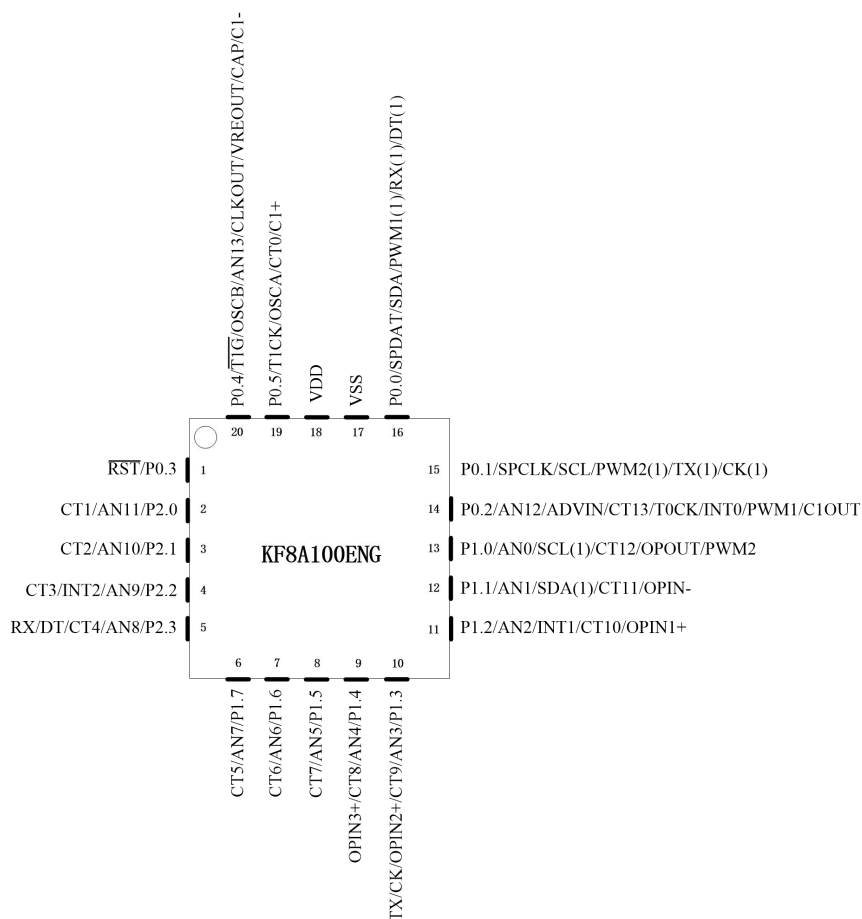 P0.4/T1G/OSCB/AN13/CLKOUT/VREOUT/CAP/C1-
P0.5/T1CK/OSCA/CT0/C1+
VDD
VSS
P0.0/SPDAT/SDA/PWM1(1)/RX(1)/DT(1)
20
19
18
17
16
RST/P0.3
1
CT1/AN11/P2.0
2
CT2/AN10/P2.1
3
CT3/INT2/AN9/P2.2
4
RX/DT/CT4/AN8/P2.3
5
KF8A100ENG
15
P0.1/SPCLK/SCL/PWM2(1)/TX(1)/CK(1)
14
P0.2/AN12/ADVIN/CT13/T0CK/INT0/PWM1/C1OUT
13
P1.0/AN0/SCL(1)/CT12/OPOUT/PWM2
12
P1.1/AN1/SDA(1)/CT11/OPIN-
11
P1.2/AN2/INT1/CT10/OPIN1+
6
7
8
9
10
CT5/AN7/P1.7
CT6/AN6/P1.6
CT7/AN5/P1.5
OPIN3+/CT8/AN4/P1.4
TX/CK/OPIN2+/CT9/AN3/P1.3